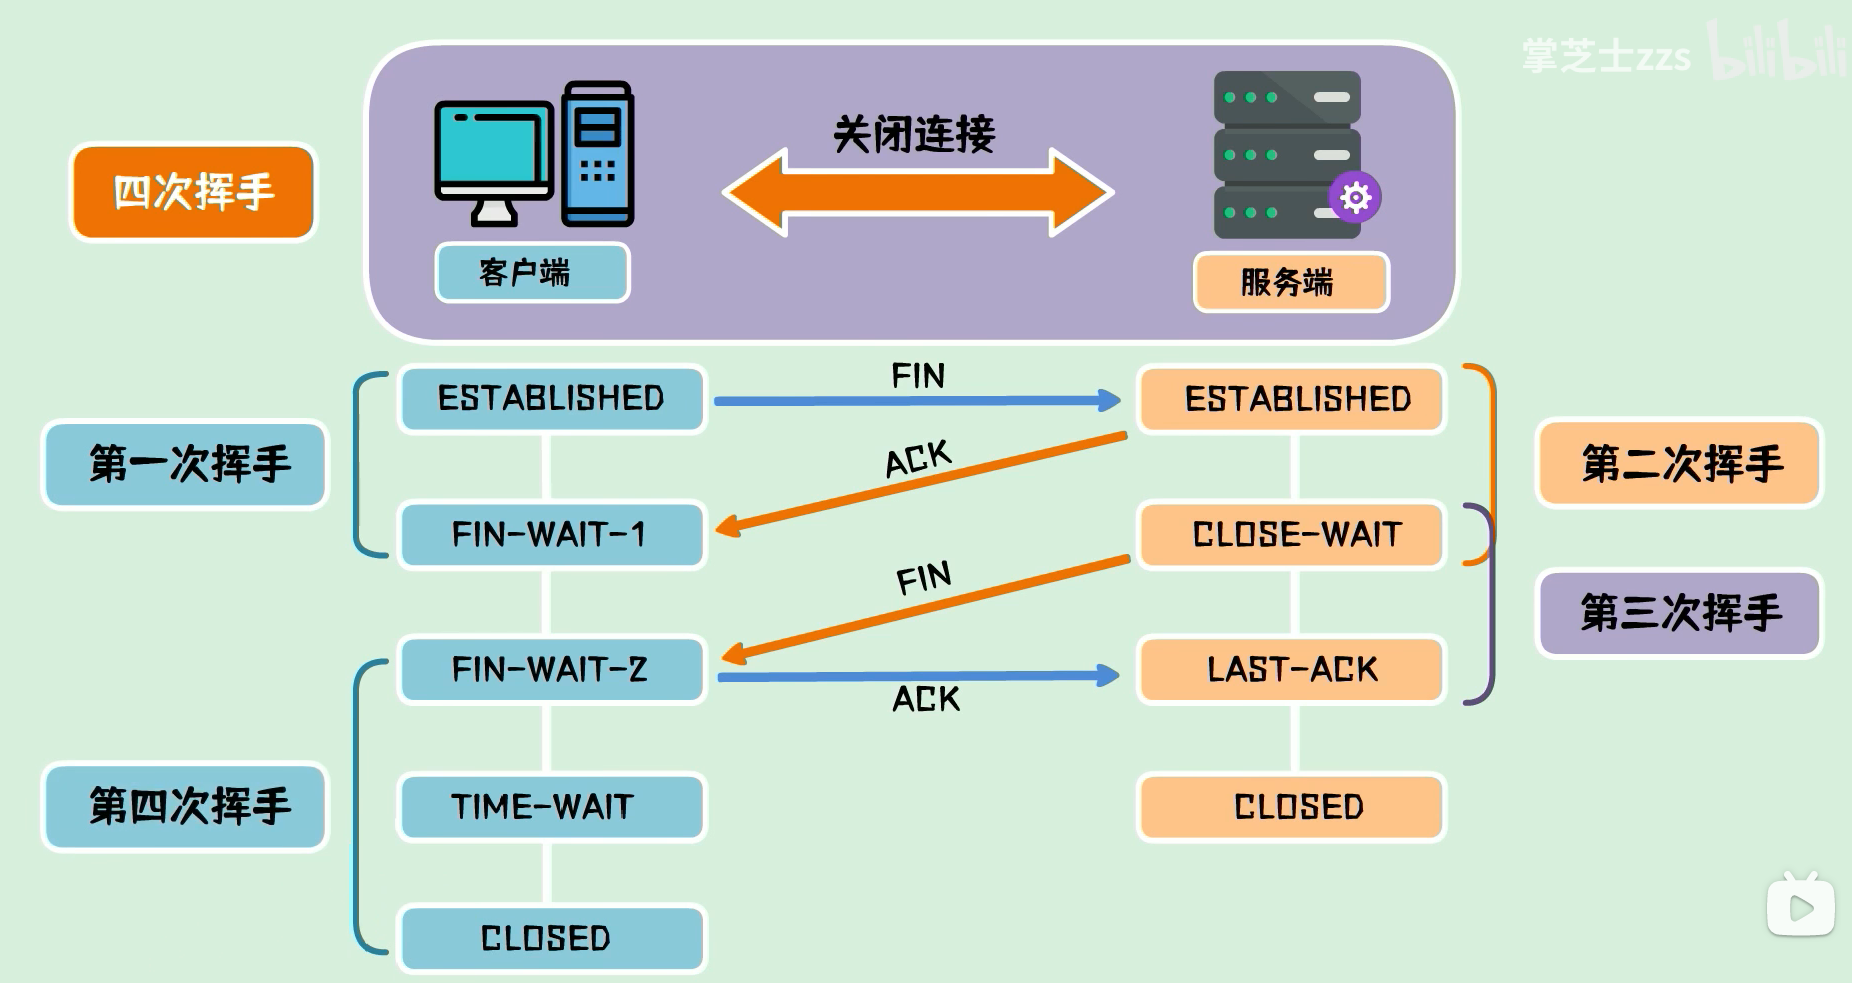 掌芝士zzs bilibili
四次挥手
关闭连接
客户端
服务端
ESTABLISHED
FIN
ESTABLISHED
第一次挥手
ACK
第二次挥手
FIN-WAIT-1
CLOSE-WAIT
FIN
第三次挥手
FIN-WAIT-2
LAST-ACK
ACK
第四次挥手
TIME-WAIT
CLOSED
CLOSED